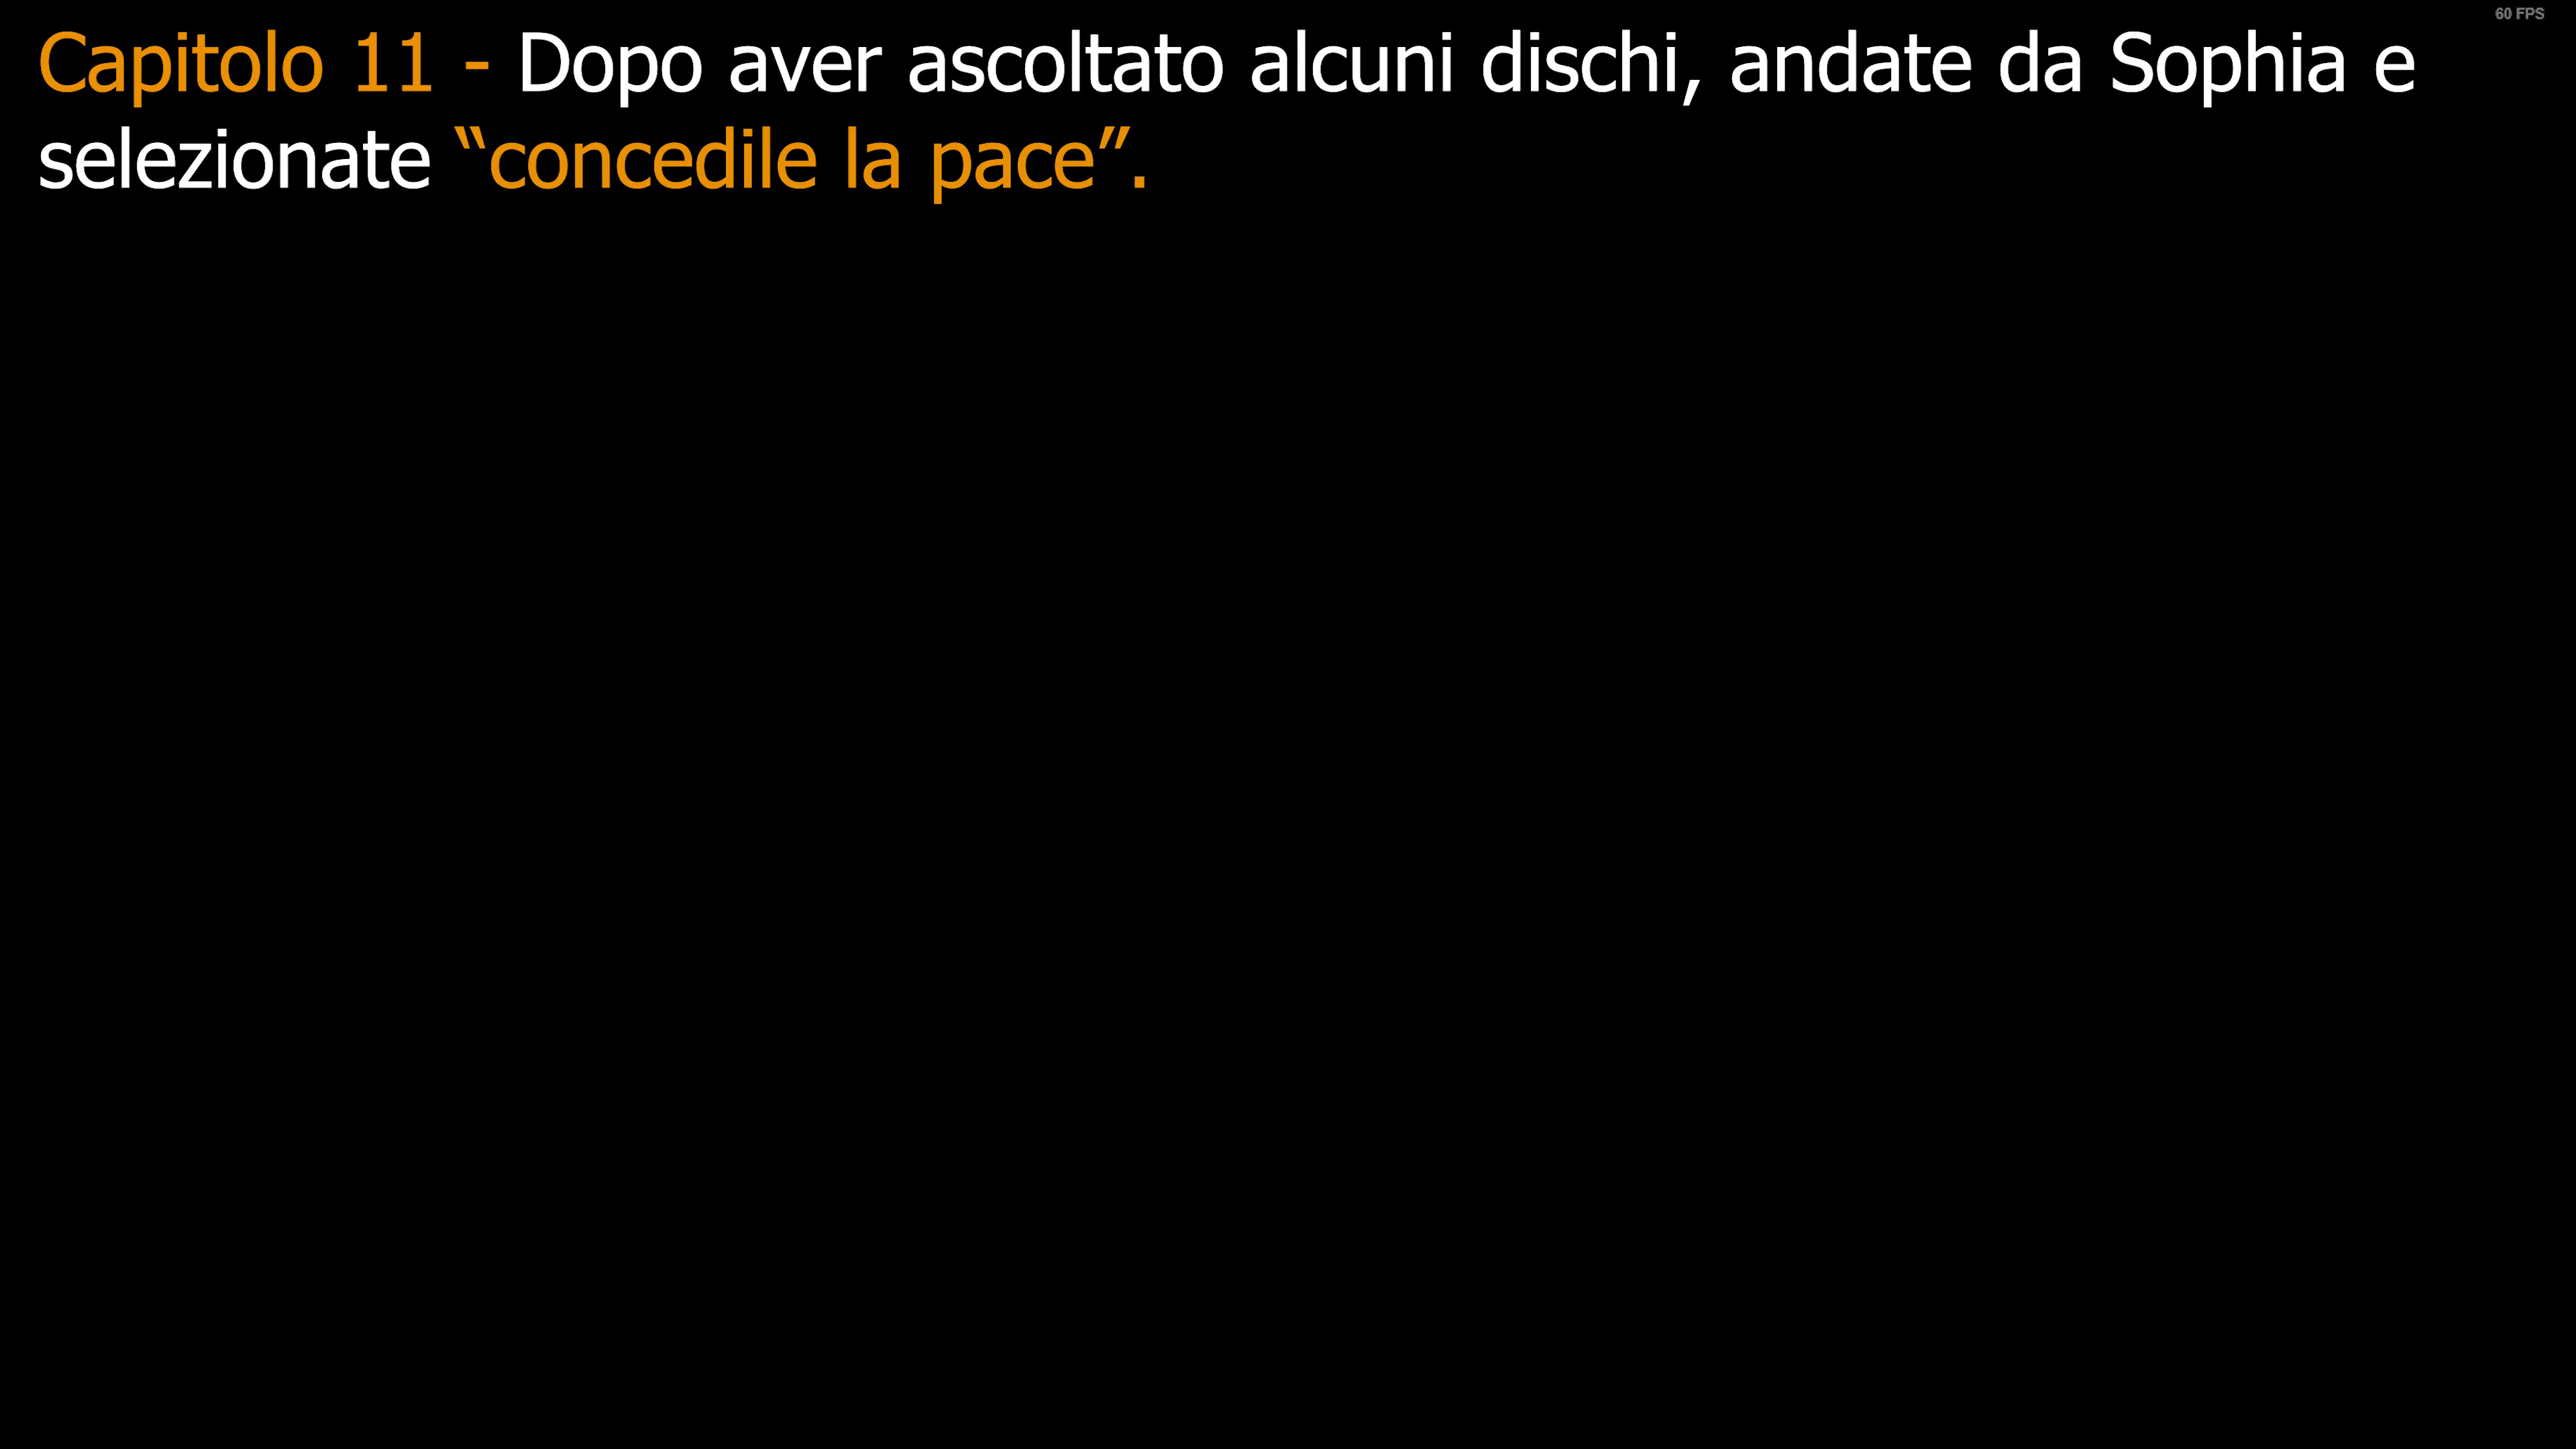 60 FPS
Capitolo 11 - Dopo aver ascoltato alcuni dischi, andate da Sophia e
selezionate “concedile la pace”.